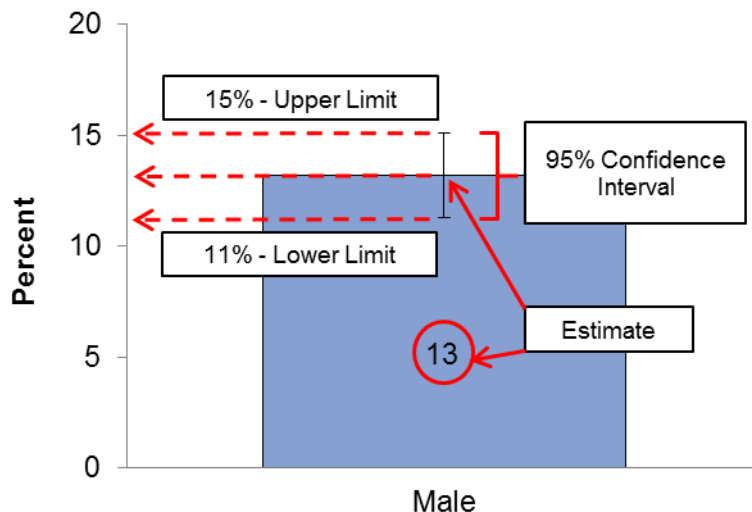 20
15% - Upper Limit
15
95% Confidence
Interval
10
11% - Lower Limit
Percent
Estimate
13
5
0
Male